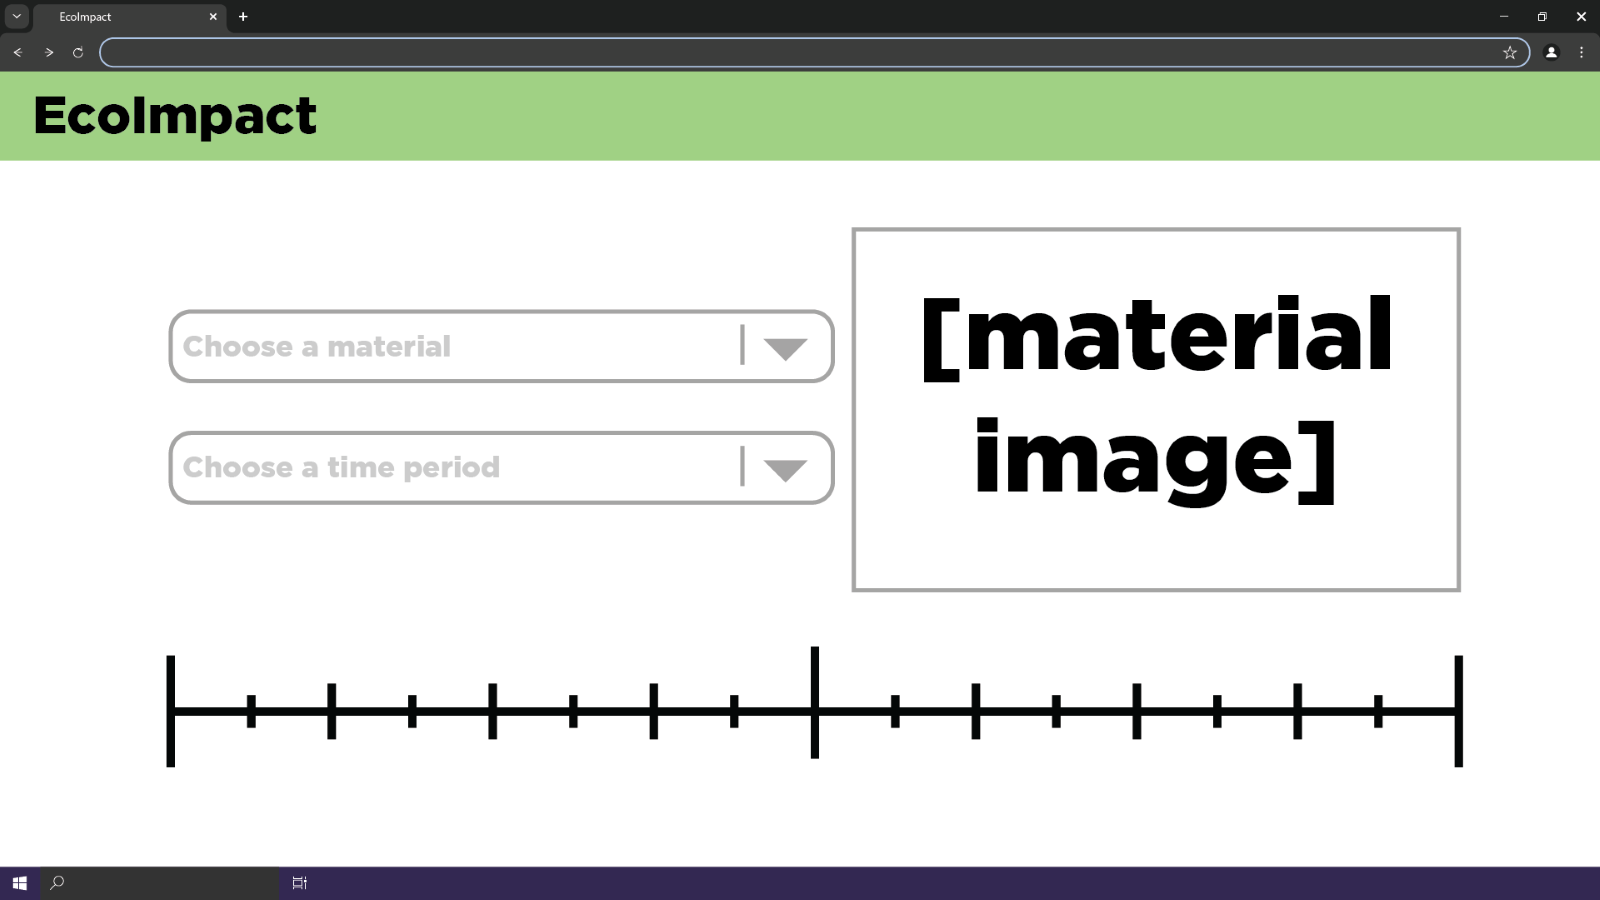 EcoImpact
EcoImpact
Choose a material
Choose a time period
[material
image]